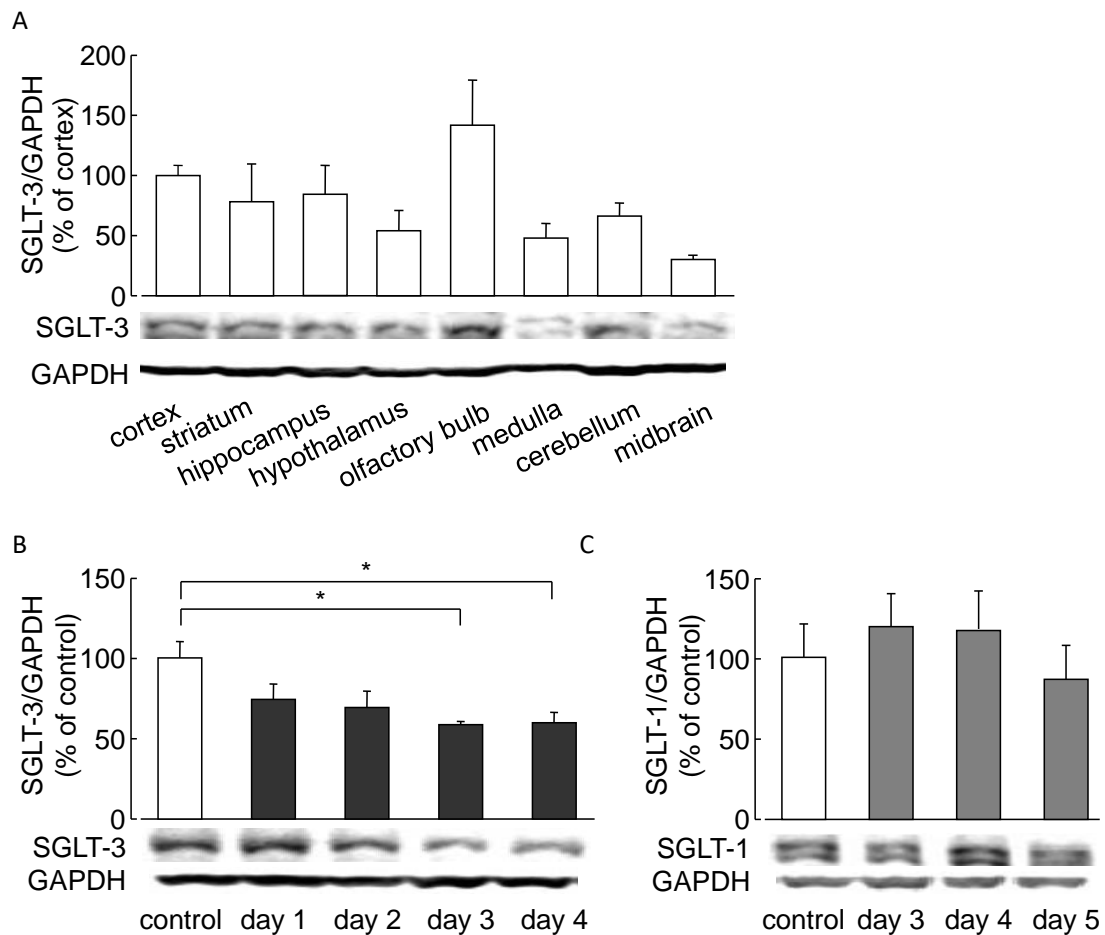 A
200
150
100
50
0
SGLT-3/GAPDH
(% of cortex)
SGLT-3
GAPDH
cortex
striatum
hippocampus
hypothalamus
olfactory bulb
medulla
cerebellum
midbrain
B
150
100
50
0
SGLT-3/GAPDH
(% of control)
*
*
SGLT-3
GAPDH
control day 1 day 2 day 3 day 4
C
150
100
50
0
SGLT-1/GAPDH
(% of control)
SGLT-1
GAPDH
control day 3 day 4 day 5